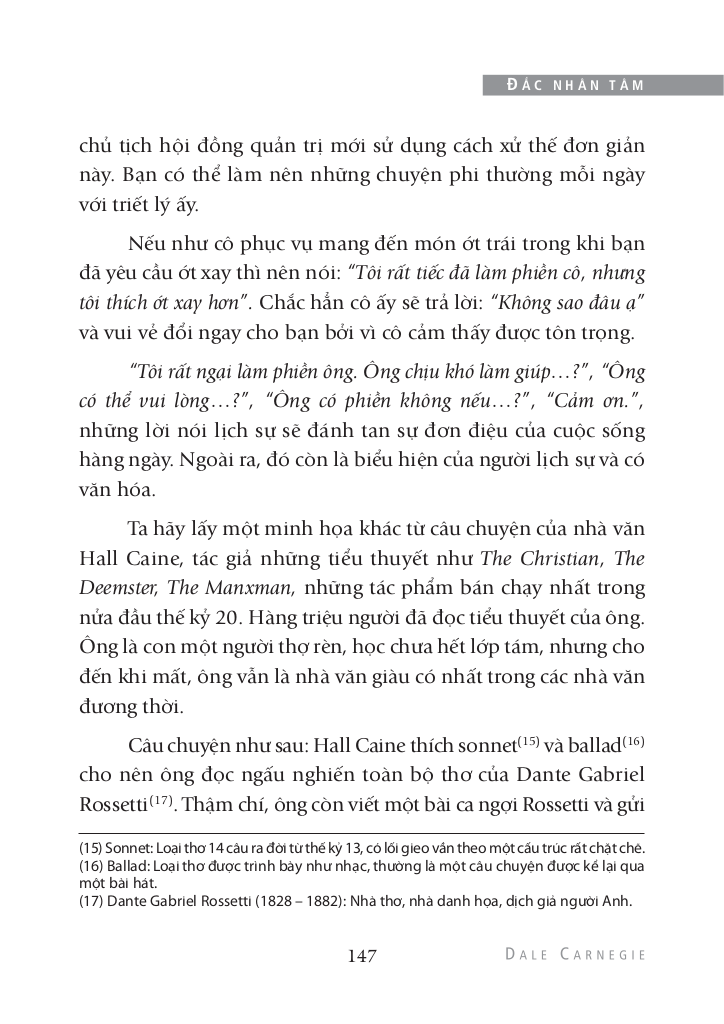 ĐẮC NHÂN TÂM
chủ tịch hội đồng quản trị mới sử dụng cách xử thế đơn giản
này. Bạn có thể làm nên những chuyện phi thường mỗi ngày
với triết lý ấy.
Nếu như cô phục vụ mang đến món ớt trái trong khi bạn
đã yêu cầu ớt xay thì nên nói: “Tôi rất tiếc đã làm phiền cô, nhưng
tôi thích ớt xay hơn”. Chắc hẳn cô ấy sẽ trả lời: “Không sao đâu ạ”
và vui vẻ đổi ngay cho bạn bởi vì cô cảm thấy được tôn trọng.
“Tôi rất ngại làm phiền ông. Ông chịu khó làm giúp…?”, “Ông
có thể vui lòng…?”, “Ông có phiền không nếu…?”, “Cảm ơn.”,
những lời nói lịch sự sẽ đánh tan sự đơn điệu của cuộc sống
hàng ngày. Ngoài ra, đó còn là biểu hiện của người lịch sự và có
văn hóa.
Ta hãy lấy một minh họa khác từ câu chuyện của nhà văn
Hall Caine, tác giả những tiểu thuyết như The Christian, The
Deemster, The Manxman, những tác phẩm bán chạy nhất trong
nửa đầu thế kỷ 20. Hàng triệu người đã đọc tiểu thuyết của ông.
Ông là con một người thợ rèn, học chưa hết lớp tám, nhưng cho
đến khi mất, ông vẫn là nhà văn giàu có nhất trong các nhà văn
đương thời.
Câu chuyện như sau: Hall Caine thích sonnet(15) và ballad(16)
cho nên ông đọc ngấu nghiến toàn bộ thơ của Dante Gabriel
Rossetti(17). Thậm chí, ông còn viết một bài ca ngợi Rossetti và gửi
(15) Sonnet: Loại thơ 14 câu ra đời từ thế kỷ 13, có lối gieo vần theo một cấu trúc rất chặt chẽ.
(16) Ballad: Loại thơ được trình bày như nhạc, thường là một câu chuyện được kể lại qua
một bài hát.
(17) Dante Gabriel Rossetti (1828 – 1882): Nhà thơ, nhà danh họa, dịch giả người Anh.
147 DALE CARNEGIE